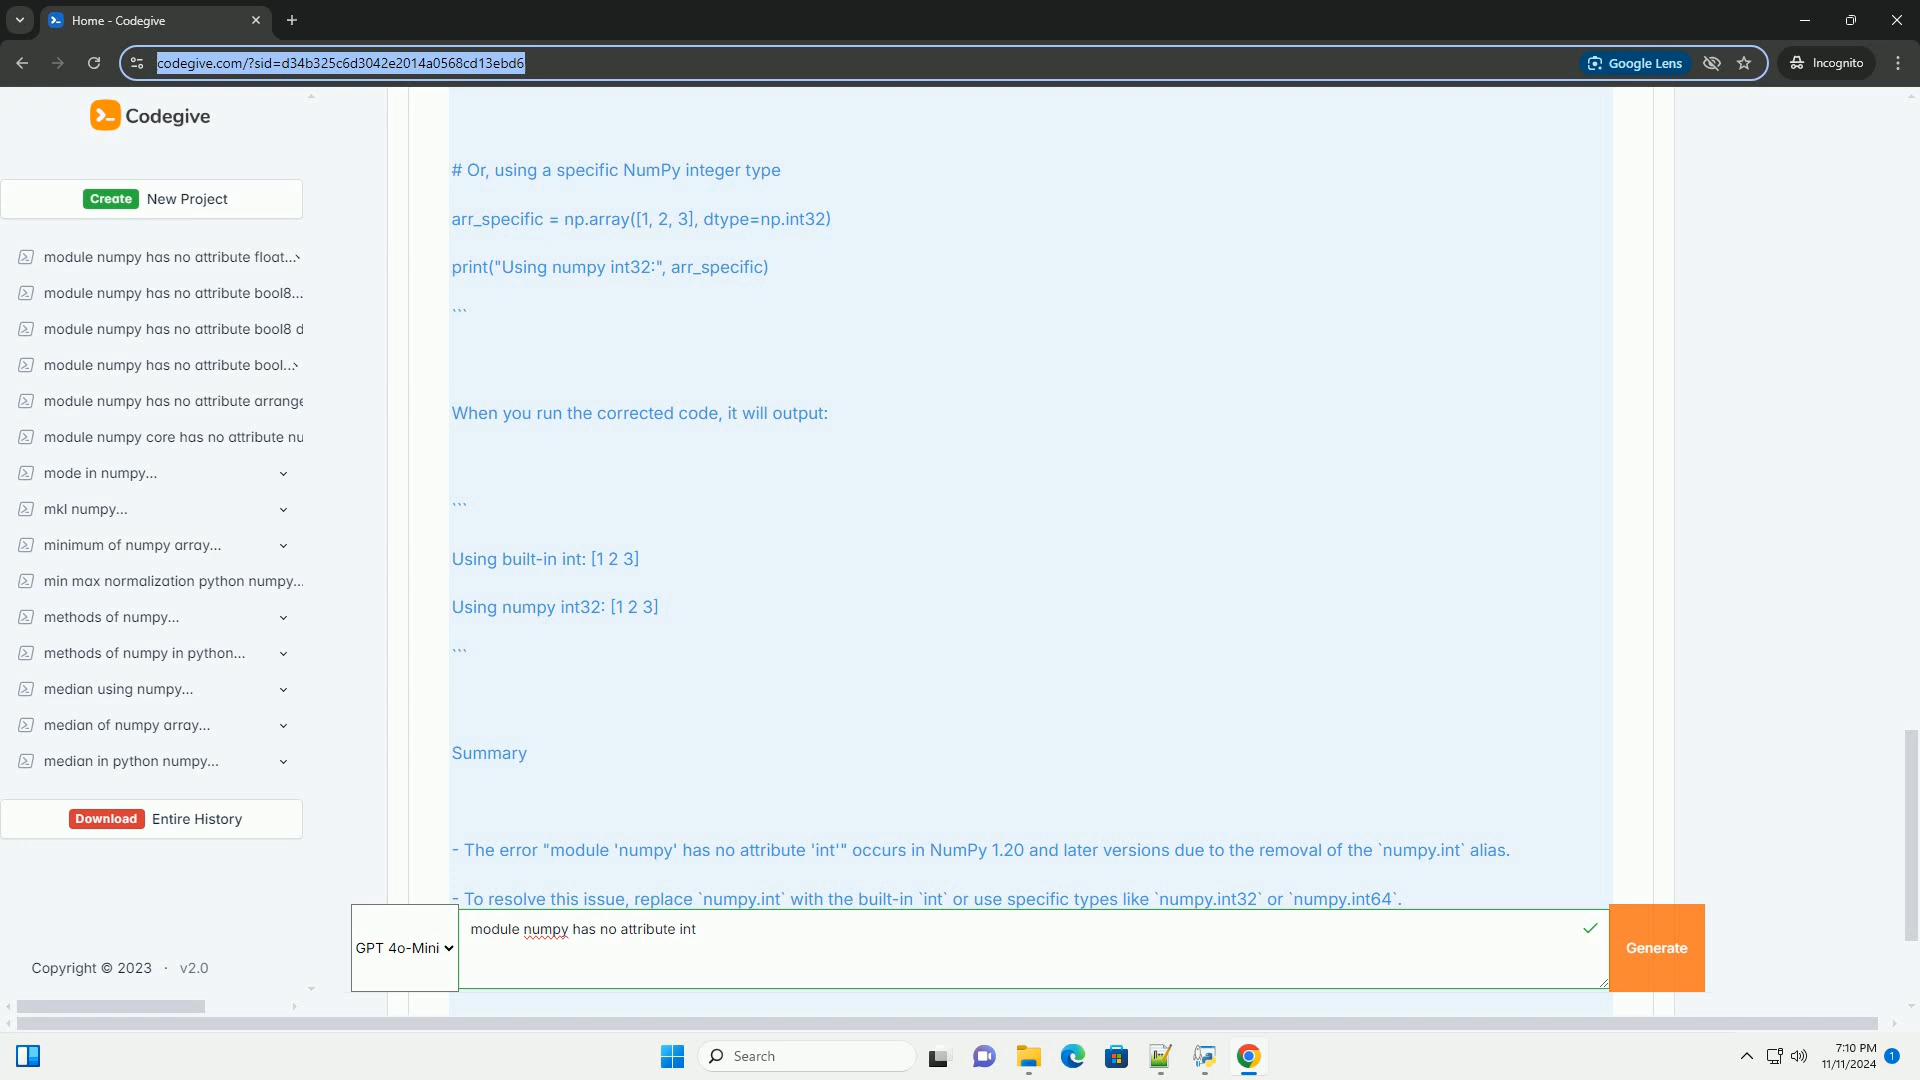 Home - Codegive
codegive.com/?sid=d34b325c6d3042e2014a0568cd13ebd6
Google Lens
Incognito
Codegive
Create New Project
module numpy has no attribute float...
module numpy has no attribute bool8...
module numpy has no attribute bool8 d
module numpy has no attribute bool...
module numpy has no attribute arrange
module numpy core has no attribute nu
mode in numpy...
mkl numpy...
minimum of numpy array...
min max normalization python numpy...
methods of numpy...
methods of numpy in python...
median using numpy...
median of numpy array...
median in python numpy...
Download Entire History
Copyright © 2023 · v2.0
# Or, using a specific NumPy integer type
arr_specific = np.array([1, 2, 3], dtype=np.int32)
print("Using numpy int32:", arr_specific)
```
When you run the corrected code, it will output:
```
Using built-in int: [1 2 3]
Using numpy int32: [1 2 3]
```
Summary
- The error "module 'numpy' has no attribute 'int'" occurs in NumPy 1.20 and later versions due to the removal of the `numpy.int` alias.
- To resolve this issue, replace `numpy.int` with the built-in `int` or use specific types like `numpy.int32` or `numpy.int64`.
GPT 4o-Mini
module numpy has no attribute int
Generate
Search
7:10 PM
11/11/2024
1